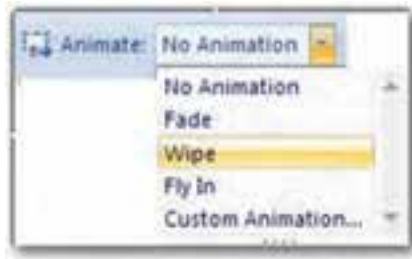 Animate: No Animation
No Animation
Fade
Wipe
Fly In
Custom Animation...